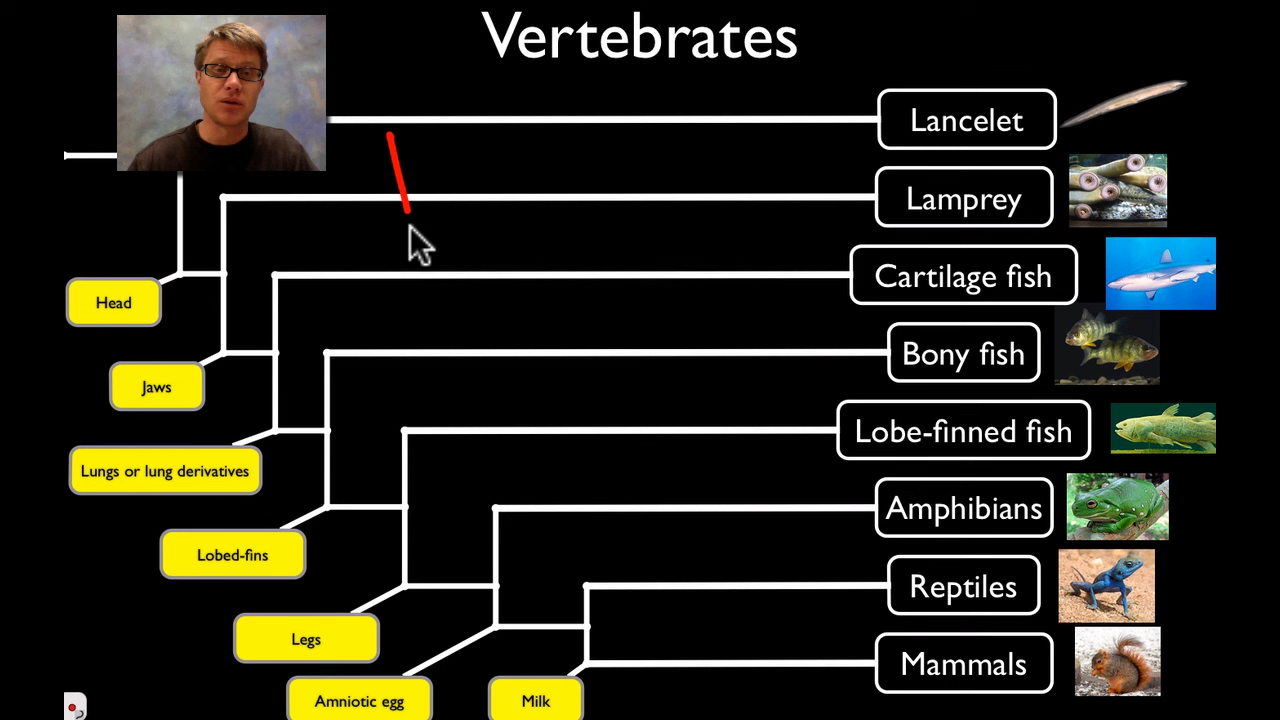 Vertebrates
Lancelet
Lamprey
Cartilage fish
Bony fish
Lobe-finned fish
Amphibians
Reptiles
Mammals
Head
Jaws
Lungs or lung derivatives
Lobed-fins
Legs
Amniotic egg
Milk